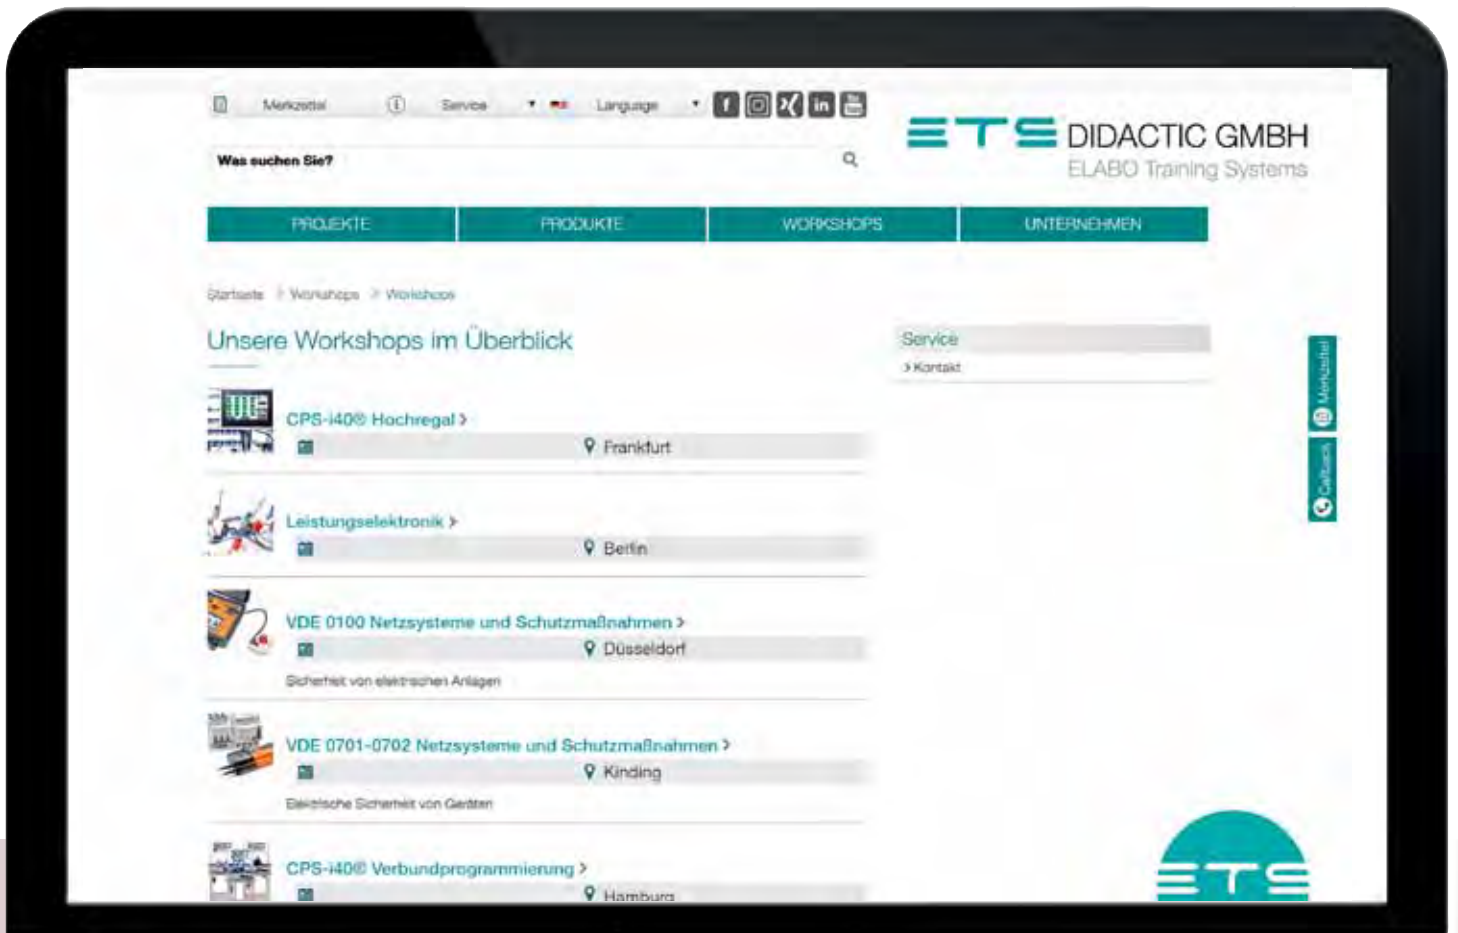 Merkzettel Service Language
Was suchen Sie?
ETS DIDACTIC GMBH
ELABO Training Systems
PROJEKTE PRODUKTE WORKSHOPS UNTERNEHMEN
Startseite > Workshops > Workshops
Unsere Workshops im Überblick
Service
> Kontakt
Merkzettel
Callback
CPS-i40® Hochregal >
Frankfurt
Leistungselektronik >
Berlin
VDE 0100 Netzsysteme und Schutzmaßnahmen >
Düsseldorf
Sicherheit von elektrischen Anlagen
VDE 0701-0702 Netzsysteme und Schutzmaßnahmen >
Kinding
Elektrische Sicherheit von Geräten
CPS-i40® Verbundprogrammierung >
Hamburg
ETS